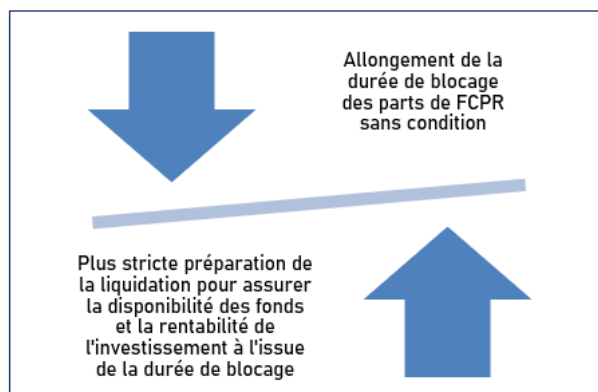 Allongement de la
durée de blocage
des parts de FCPR
sans condition
Plus stricte préparation de
la liquidation pour assurer
la disponibilité des fonds
et la rentabilité de
l'investissement à l'issue
de la durée de blocage